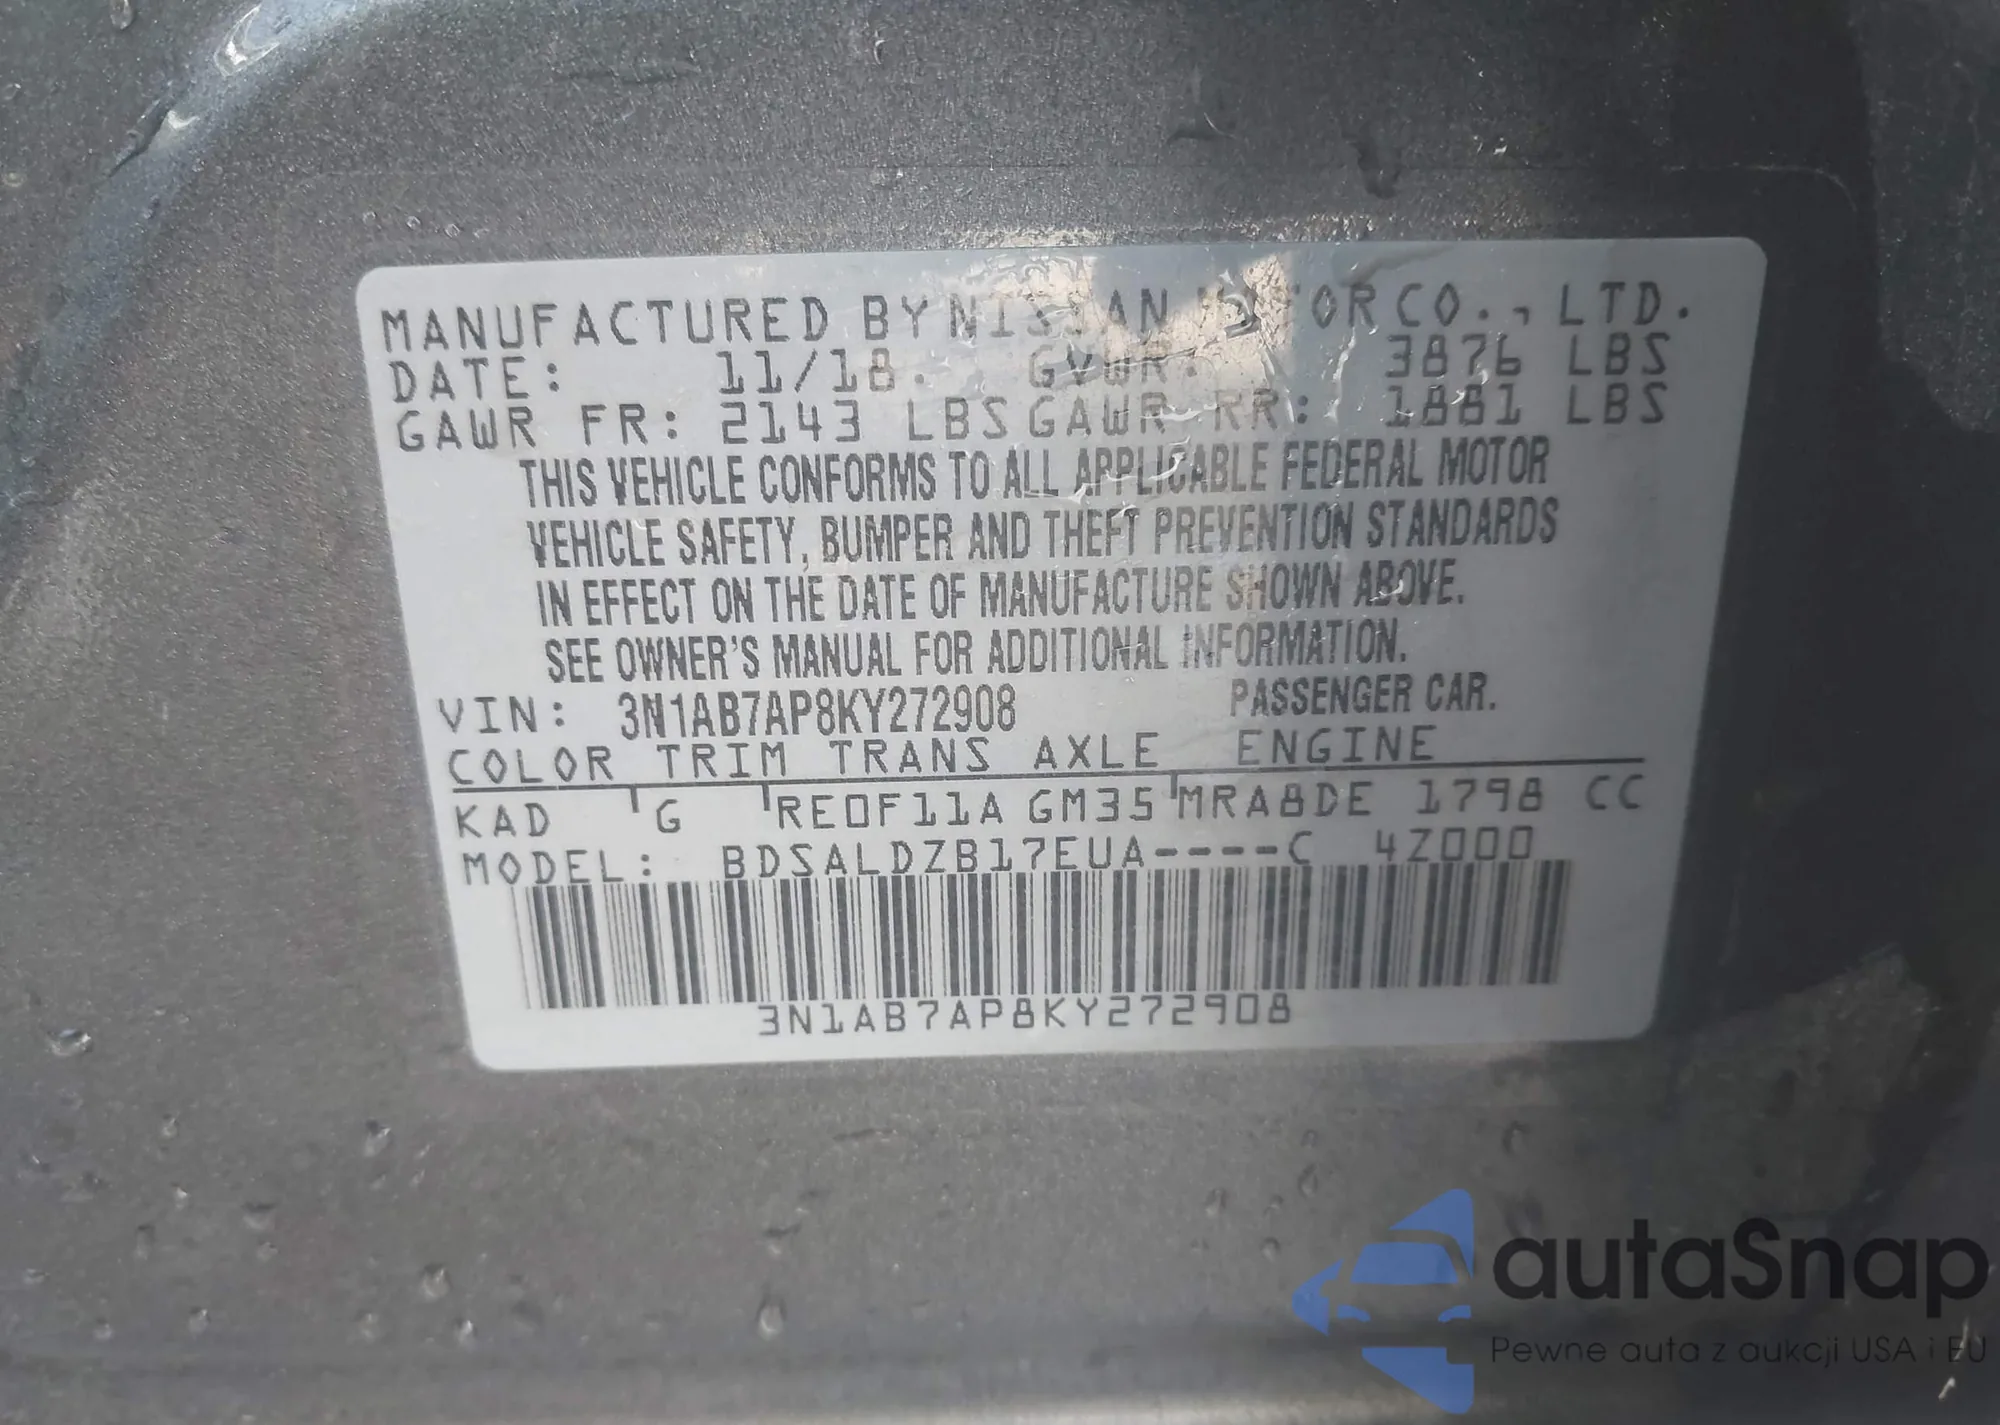 MANUFACTURED BY NISSAN MOTOR CO., LTD.
DATE: 11/18. GVWR: 3876 LBS
GAWR FR: 2143 LBS GAWR RR: 1881 LBS
THIS VEHICLE CONFORMS TO ALL APPLICABLE FEDERAL MOTOR
VEHICLE SAFETY, BUMPER AND THEFT PREVENTION STANDARDS
IN EFFECT ON THE DATE OF MANUFACTURE SHOWN ABOVE.
SEE OWNER'S MANUAL FOR ADDITIONAL INFORMATION.
VIN: 3N1AB7AP8KY272908 PASSENGER CAR.
COLOR TRIM TRANS AXLE ENGINE
KAD G RE0F11A GM35 MRA8DE 1798 CC
MODEL: BDSALDZB17EUA----C 4Z000
3N1AB7AP8KY272908
autaSnap
Pewne auta z aukcji USA i EU